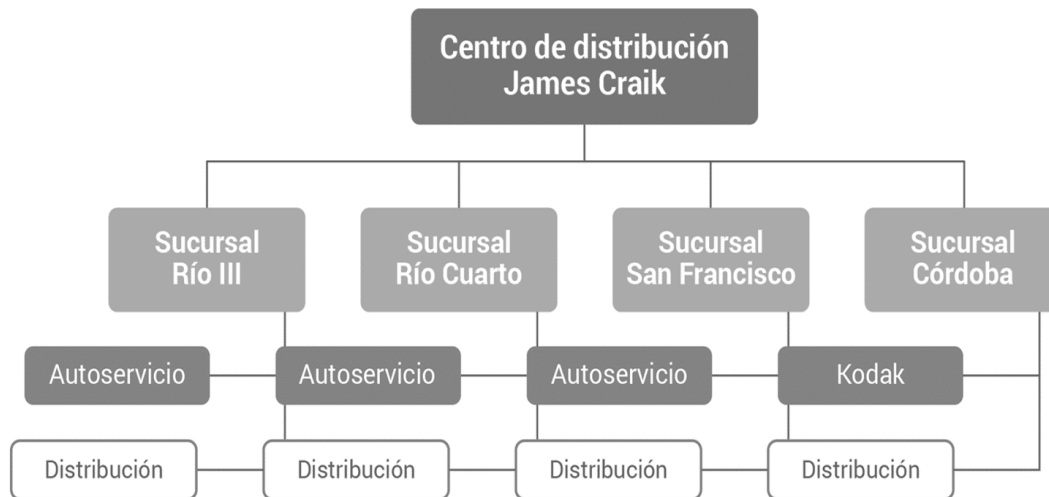 Centro de distribución
James Craik
Sucursal
Río III
Sucursal
Río Cuarto
Sucursal
San Francisco
Sucursal
Córdoba
Autoservicio
Autoservicio
Autoservicio
Kodak
Distribución
Distribución
Distribución
Distribución